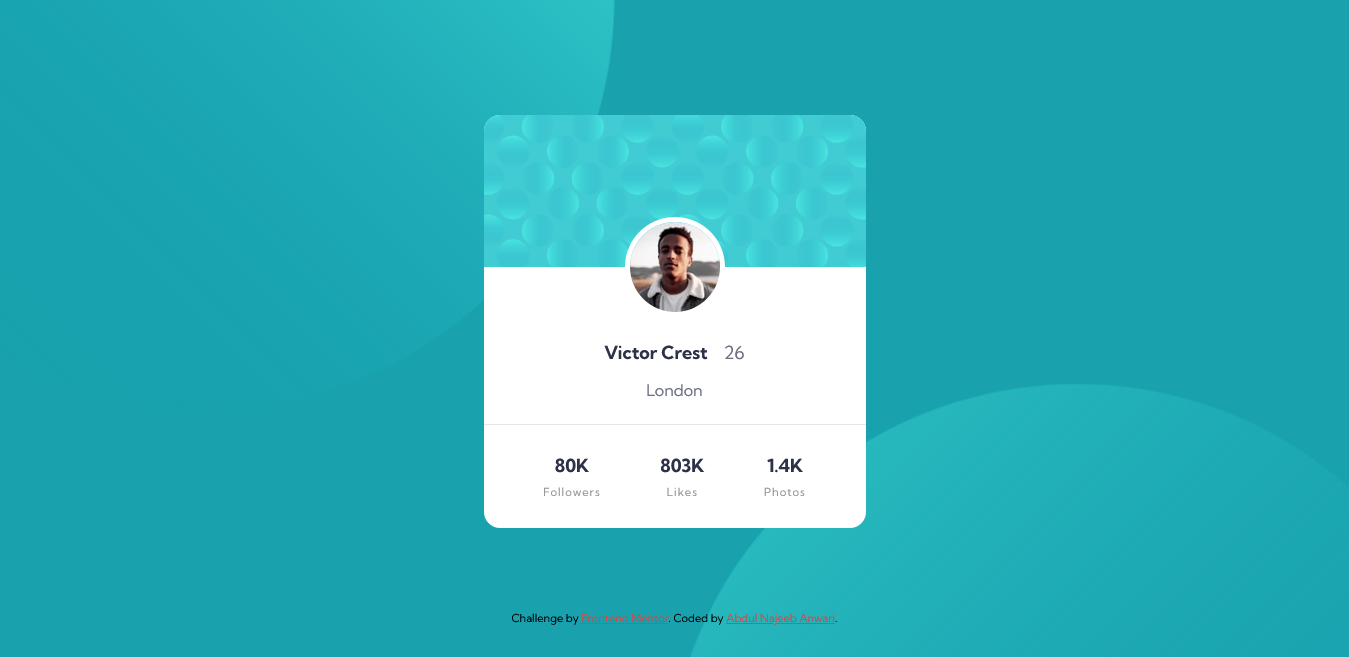 Victor Crest 26
London
80K 803K 1.4K
Followers Likes Photos
Challenge by Frontend Mentor. Coded by Abdul Najeeb Anwari.